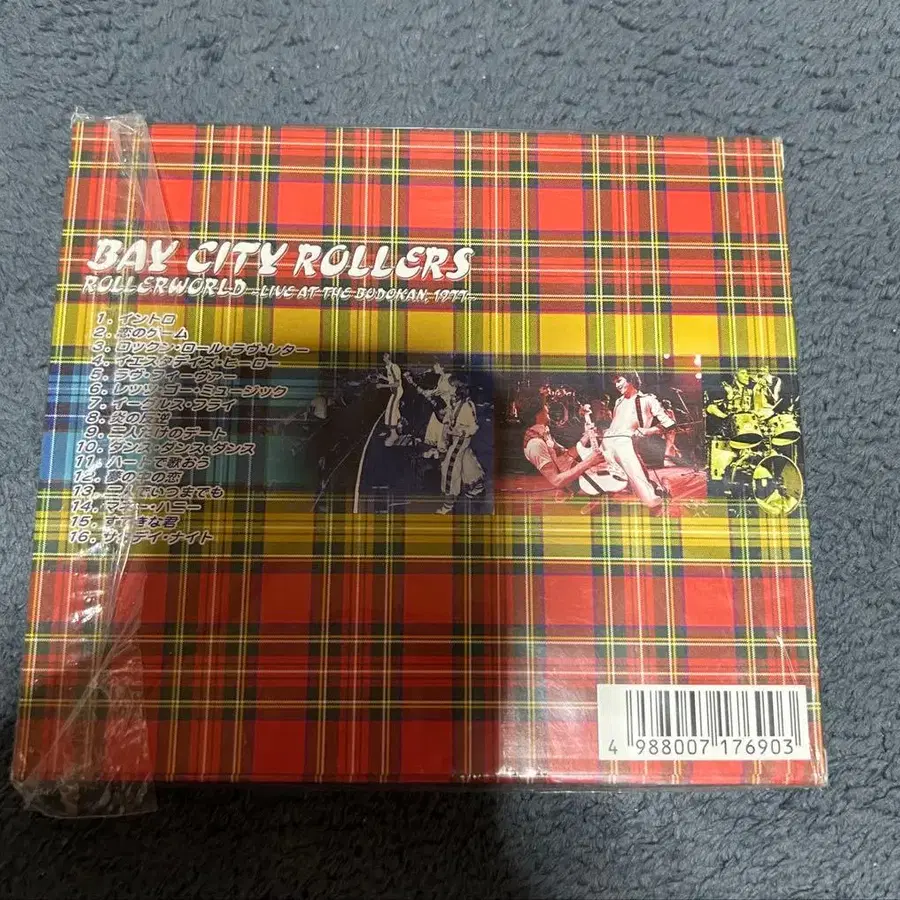 BAY CITY ROLLERS
ROLLERWORLD ~LIVE AT THE BUDOKAN, 1977~
1. イントロ
2. 恋のゲーム
3. ロックン・ロール・ラヴ・レター
4. イエスタデイズ・ヒーロー
5. ラヴ・フィーヴァー
6. レッツ・ゴー・ミュージック
7. イーグルス・フライ
8.
9. 二人だけのデート
10. ダンス・ダンス・ダンス
11. ハートで歌おう
12. 夢の中の恋
13. いつまでも
14. マネー・ハニー
15. すてきな君
16. サタデイ・ナイト
4 988007 176903